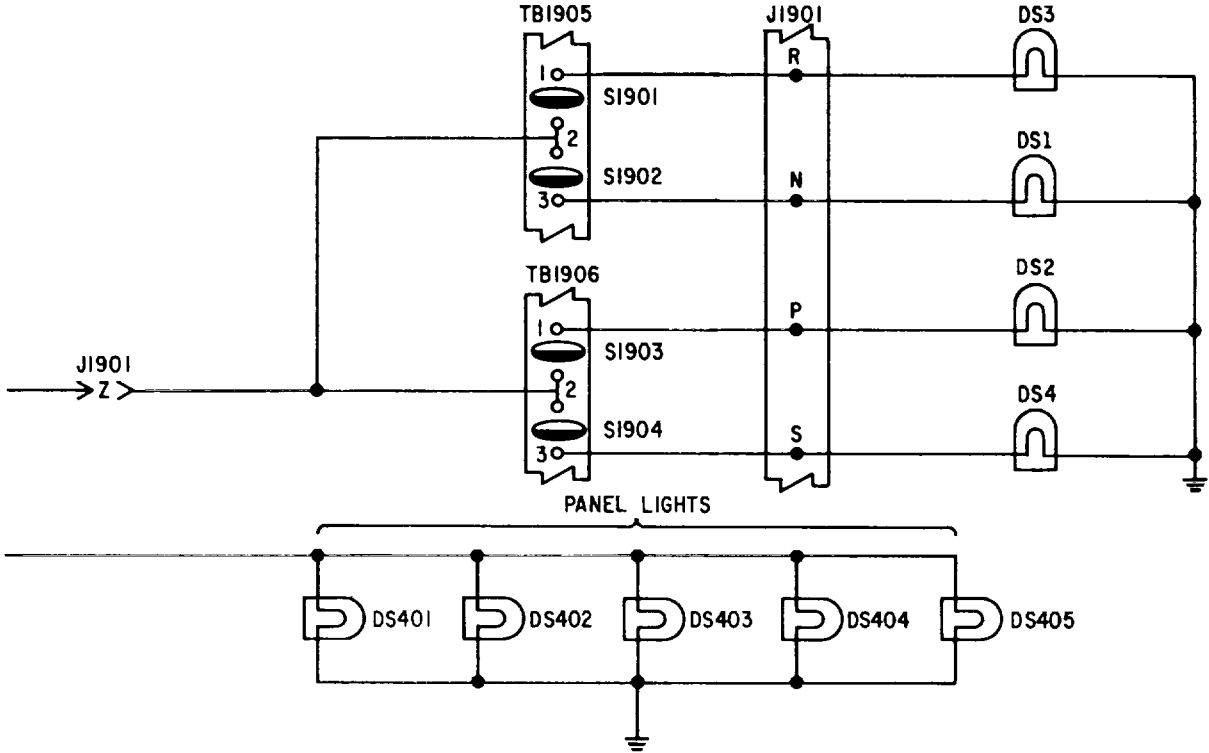 TB1905
J1901
DS3
1
R
S1901
2
DS1
S1902
N
3
TB1906
DS2
1
P
S1903
J1901
Z
2
DS4
S1904
S
3
PANEL LIGHTS
DS401
DS402
DS403
DS404
DS405